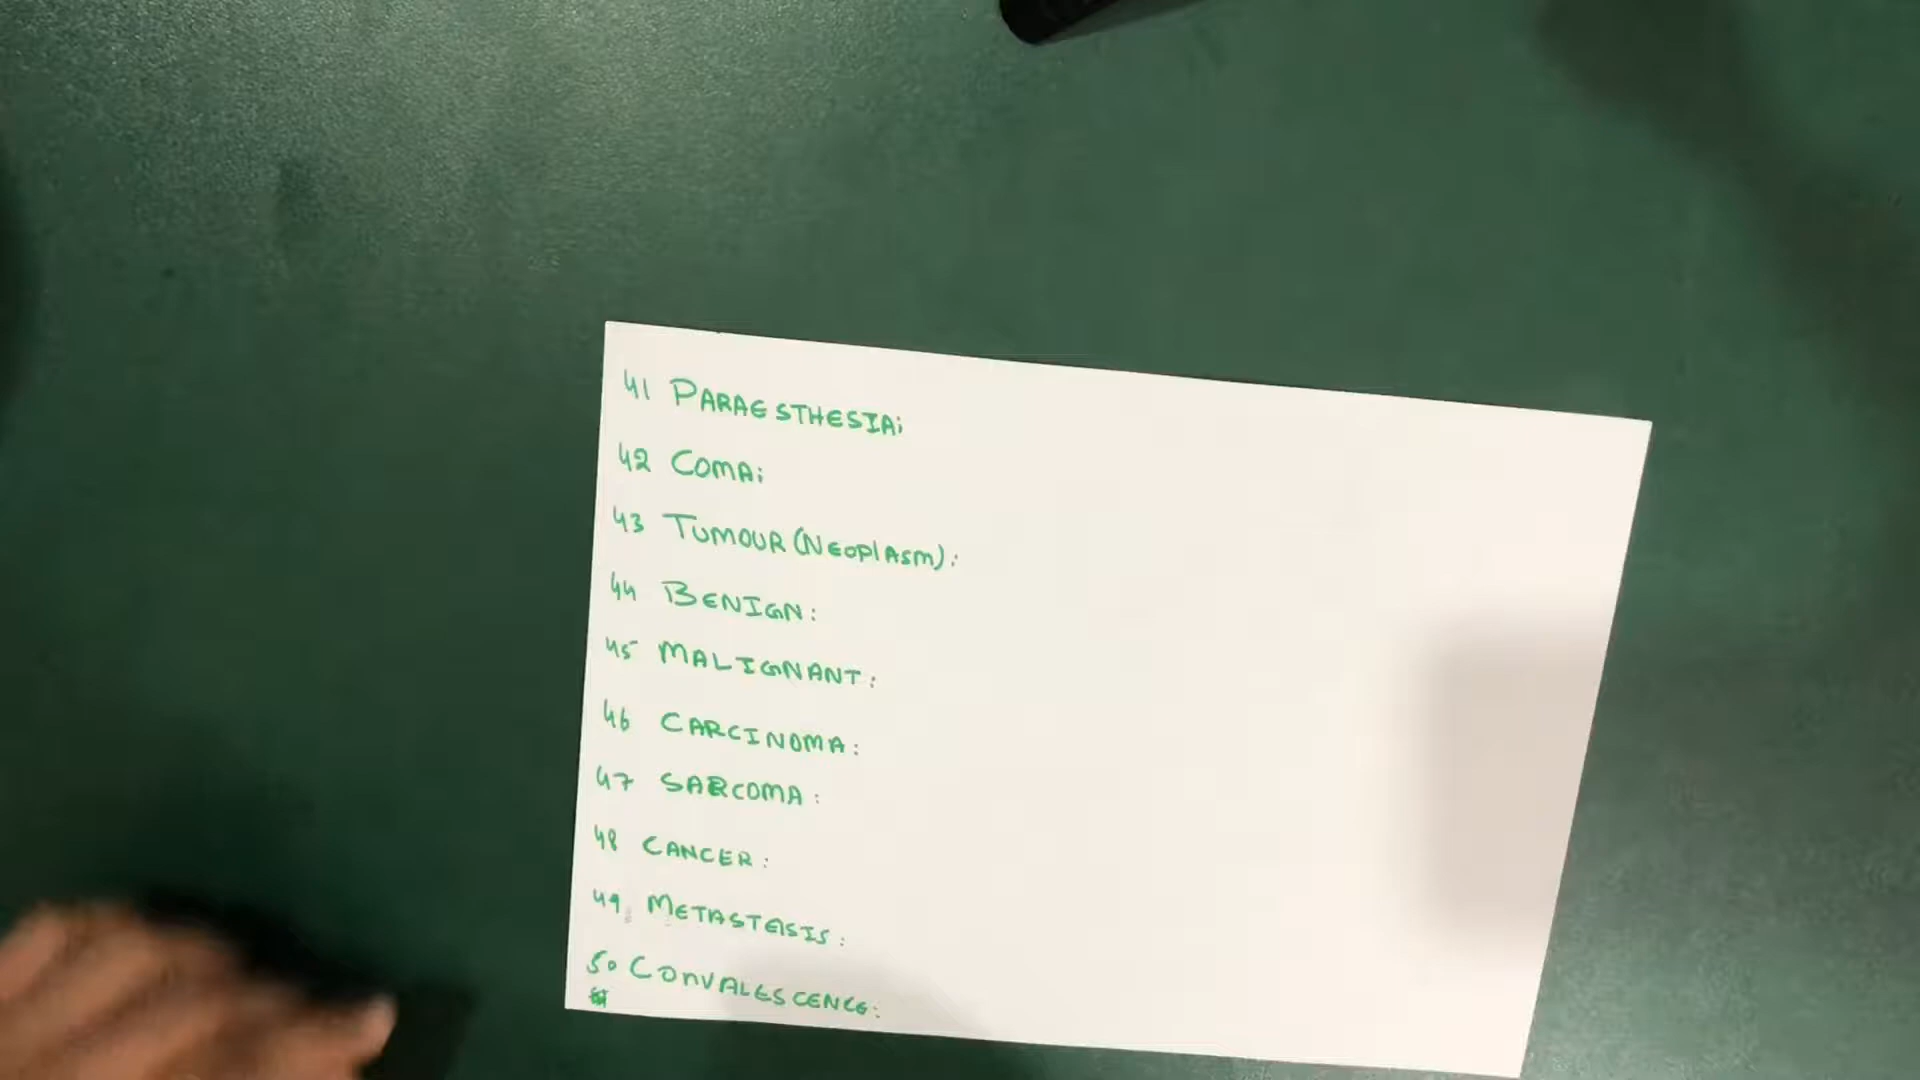 41 PARAESTHESIA:
42 COMA:
43 TUMOUR (NEOPLASM):
44 BENIGN:
45 MALIGNANT:
46 CARCINOMA:
47 SARCOMA:
48 CANCER:
49 METASTASIS:
50 CONVALESCENCE: